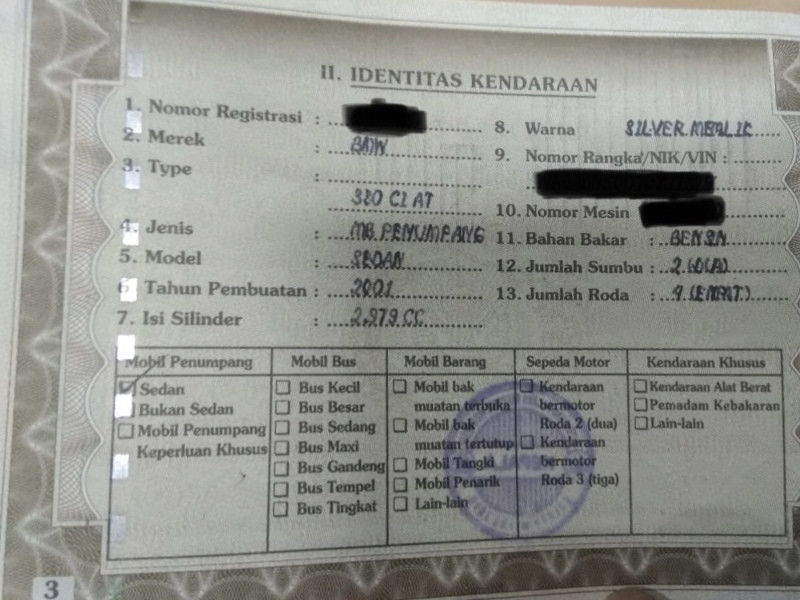 II. IDENTITAS KENDARAAN
1. Nomor Registrasi :
2. Merek : BMW
3. Type :
320 CI AT
4. Jenis : MB. PENUMPANG
5. Model : SEDAN
6. Tahun Pembuatan : 2001
7. Isi Silinder : 2.979 CC
8. Warna SILVER METALIC
9. Nomor Rangka/NIK/VIN :
10. Nomor Mesin
11. Bahan Bakar : BENSIN
12. Jumlah Sumbu : 2 (DUA)
13. Jumlah Roda : 4 (EMPAT)
Mobil Penumpang
Sedan
Bukan Sedan
Mobil Penumpang
Keperluan Khusus
Mobil Bus
Bus Kecil
Bus Besar
Bus Sedang
Bus Maxi
Bus Gandeng
Bus Tempel
Bus Tingkat
Mobil Barang
Mobil bak
muatan terbuka
Mobil bak
muatan tertutup
Mobil Tangki
Mobil Penarik
Lain-lain
Sepeda Motor
Kendaraan
bermotor
Roda 2 (dua)
Kendaraan
bermotor
Roda 3 (tiga)
Kendaraan Khusus
Kendaraan Alat Berat
Pemadam Kebakaran
Lain-lain
3